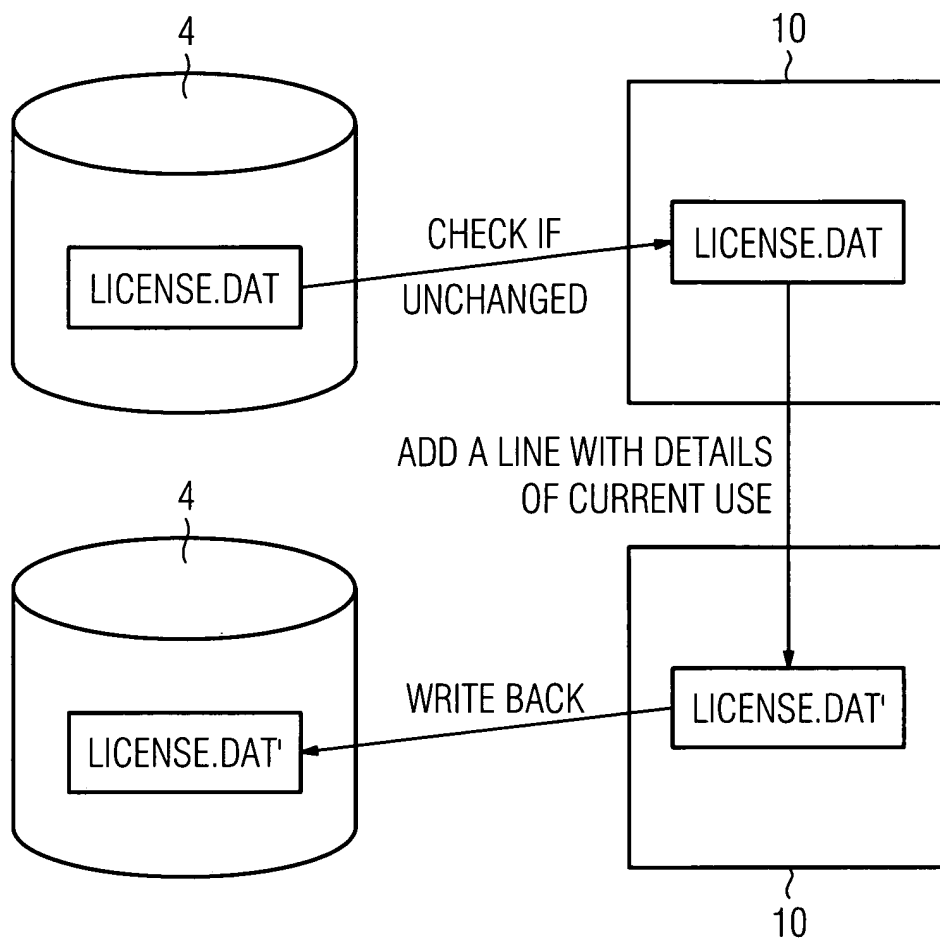 4
10
LICENSE.DAT
CHECK IF
UNCHANGED
LICENSE.DAT
ADD A LINE WITH DETAILS
OF CURRENT USE
4
LICENSE.DAT'
WRITE BACK
LICENSE.DAT'
10